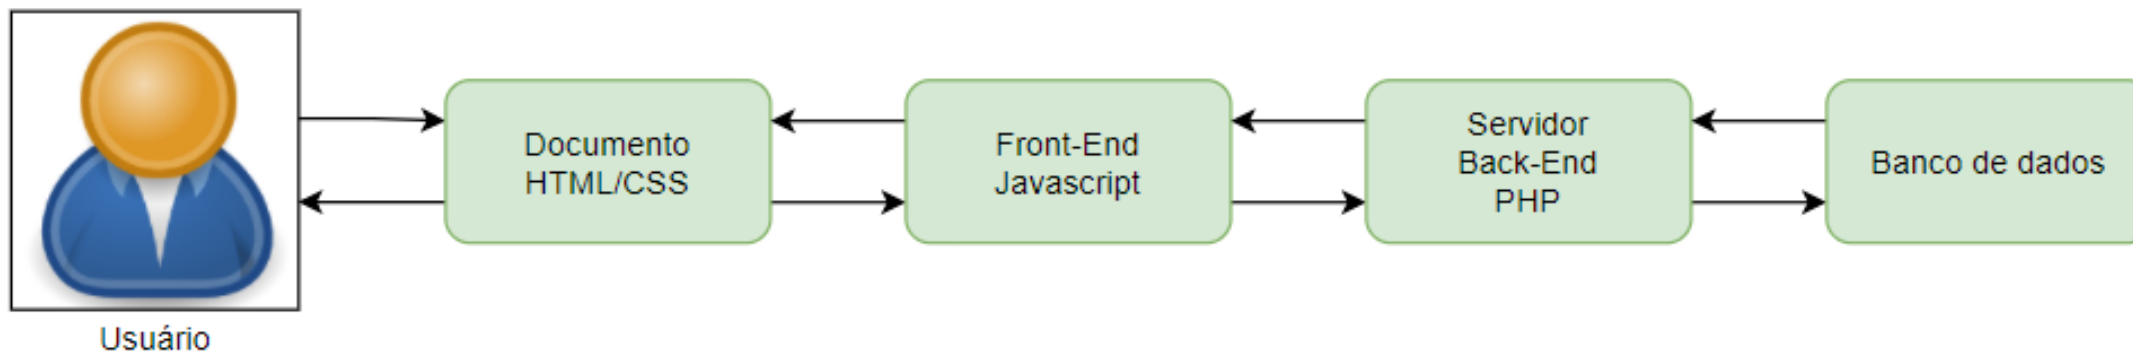 Usuário
Documento
HTML/CSS
Front-End
Javascript
Servidor
Back-End
PHP
Banco de dados